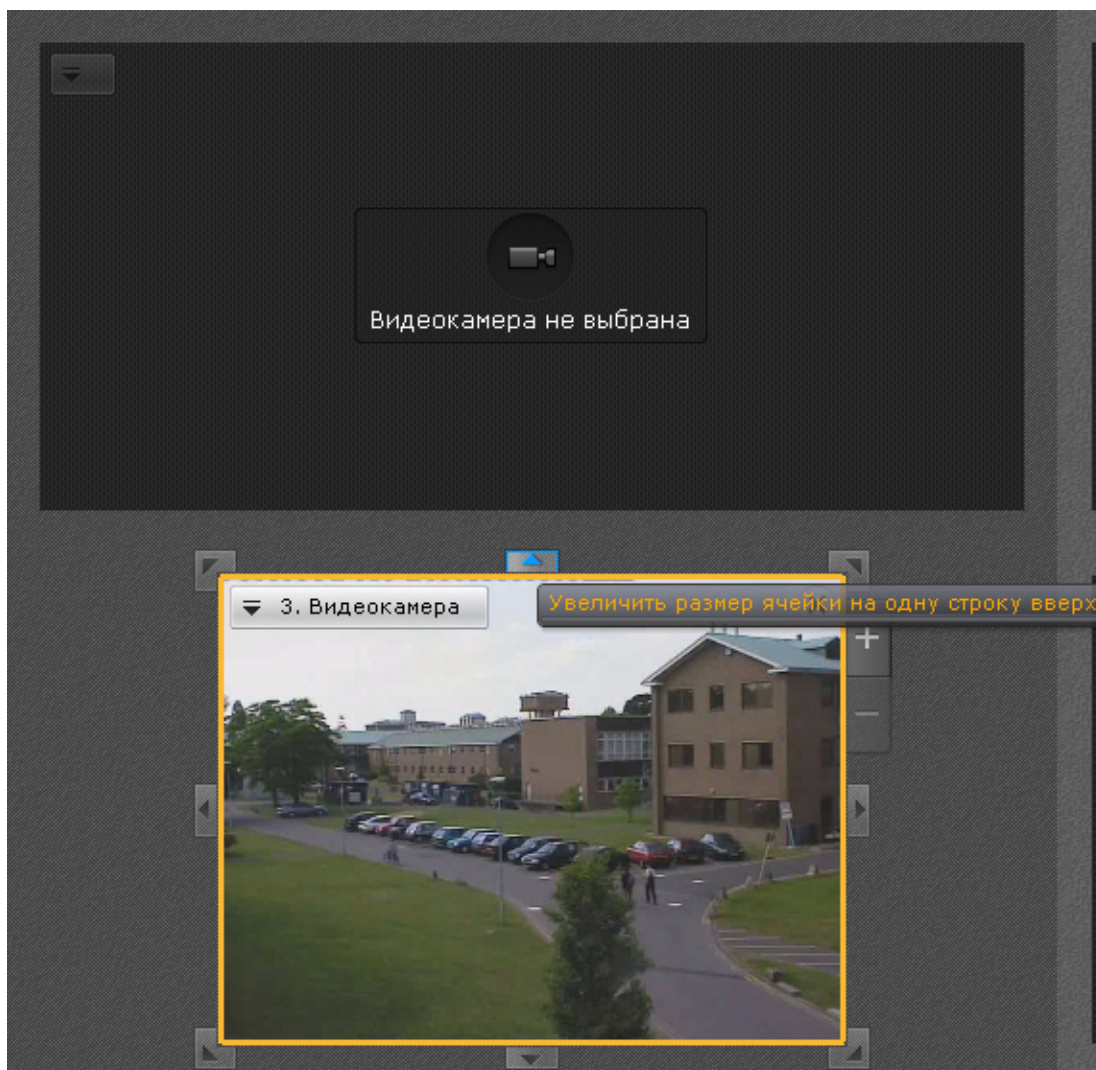 Видеокамера не выбрана
3. Видеокамера
Увеличить размер ячейки на одну строку вверх